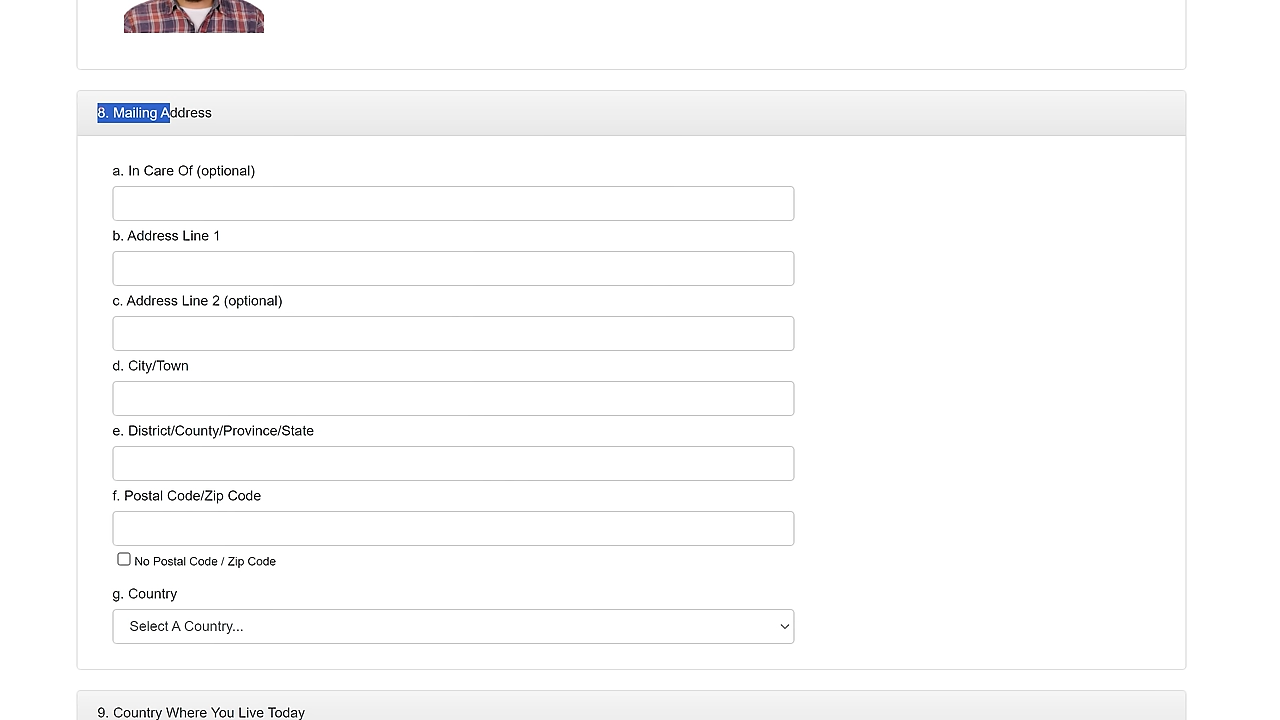 8. Mailing Address
a. In Care Of (optional)
b. Address Line 1
c. Address Line 2 (optional)
d. City/Town
e. District/County/Province/State
f. Postal Code/Zip Code
No Postal Code / Zip Code
g. Country
Select A Country...
9. Country Where You Live Today